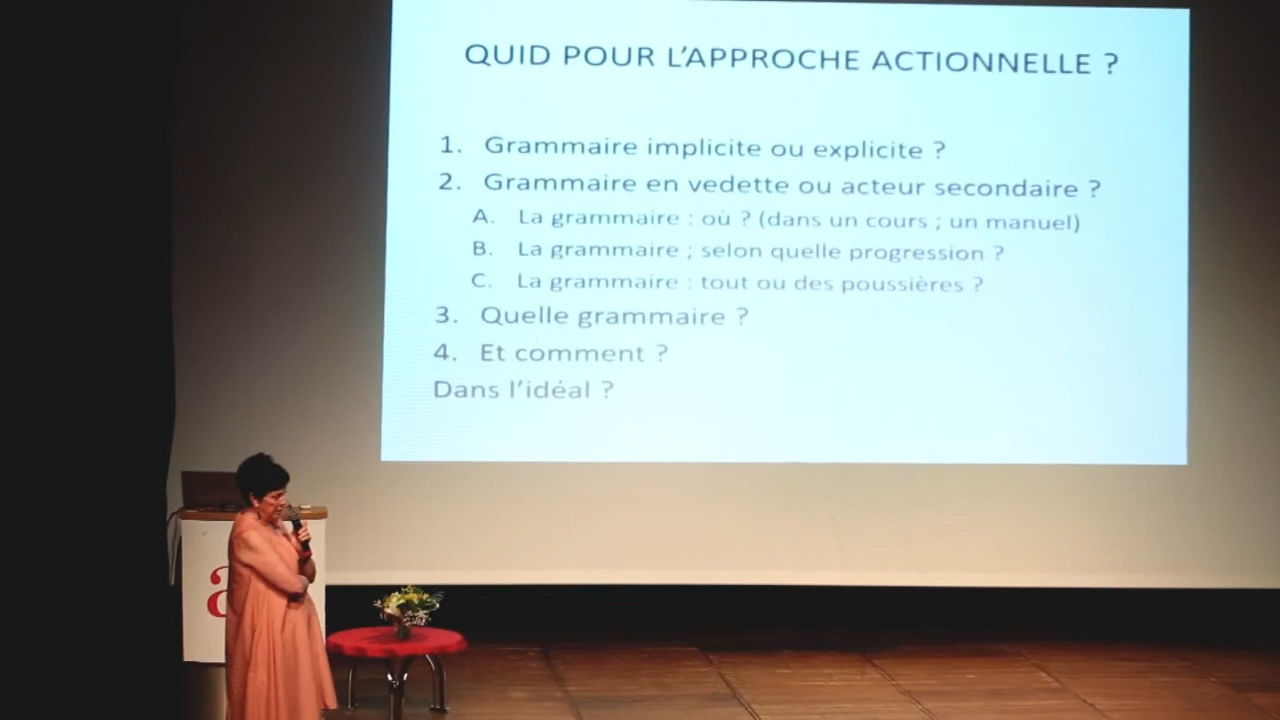 QUID POUR L'APPROCHE ACTIONNELLE ?
1. Grammaire implicite ou explicite ?
2. Grammaire en vedette ou acteur secondaire ?
A. La grammaire : où ? (dans un cours ; un manuel)
B. La grammaire ; selon quelle progression ?
C. La grammaire : tout ou des poussières ?
3. Quelle grammaire ?
4. Et comment ?
Dans l'idéal ?